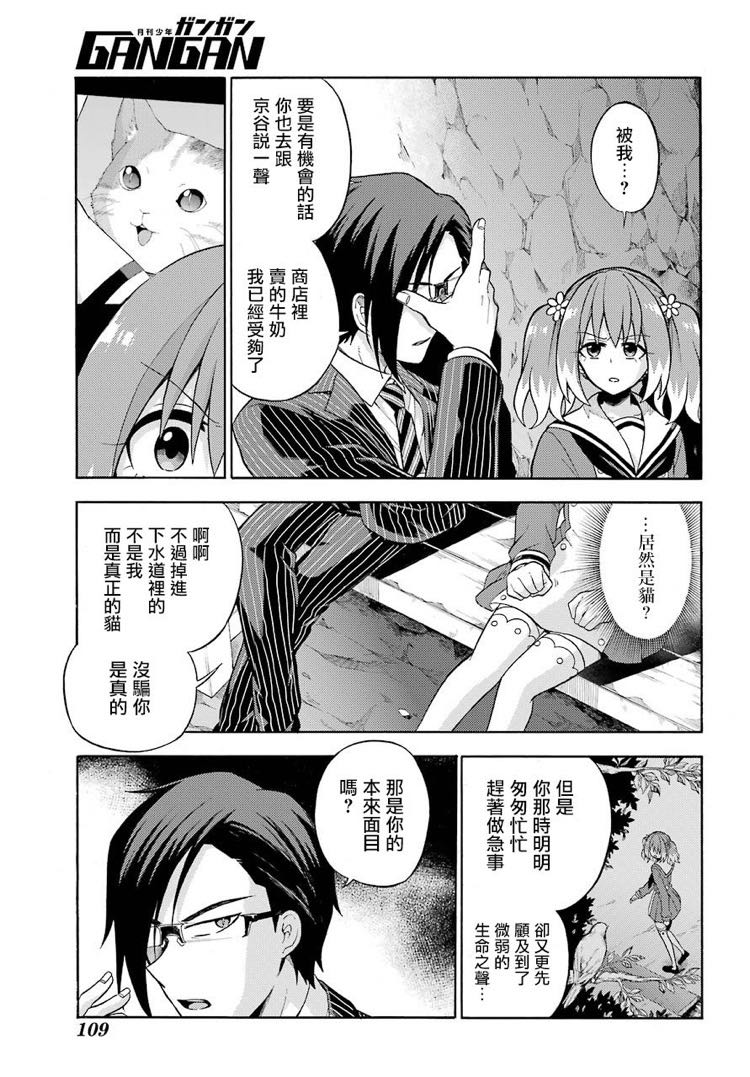 月刊少年
ガンガン
GANGAN
被我…？
要是有機會的話
你也去跟
京谷説一聲
商店裡
賣的牛奶
我已經受夠了
…居然是貓？
啊啊
不過掉進
下水道裡的
不是我
而是真正的貓
沒騙你
是真的
但是
你那時明明
匆匆忙忙
趕著做急事
卻又更先
顧及到了
微弱的
生命之聲…
那是你的
本來面目
嗎？
109